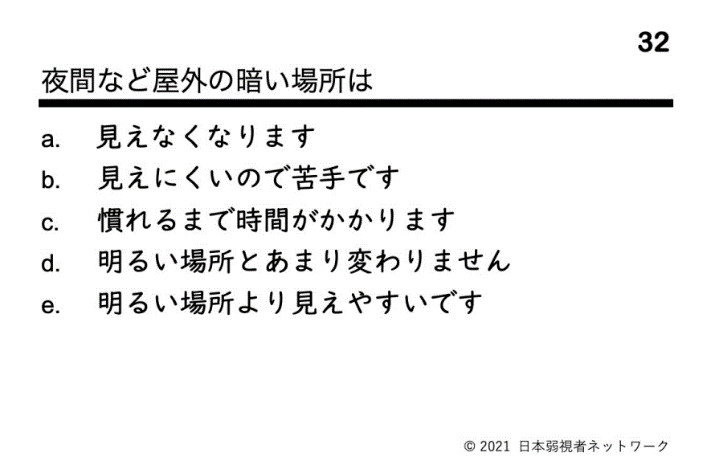 32
夜間など屋外の暗い場所は
a. 見えなくなります
b. 見えにくいので苦手です
c. 慣れるまで時間がかかります
d. 明るい場所とあまり変わりません
e. 明るい場所より見えやすいです
© 2021 日本弱視者ネットワーク